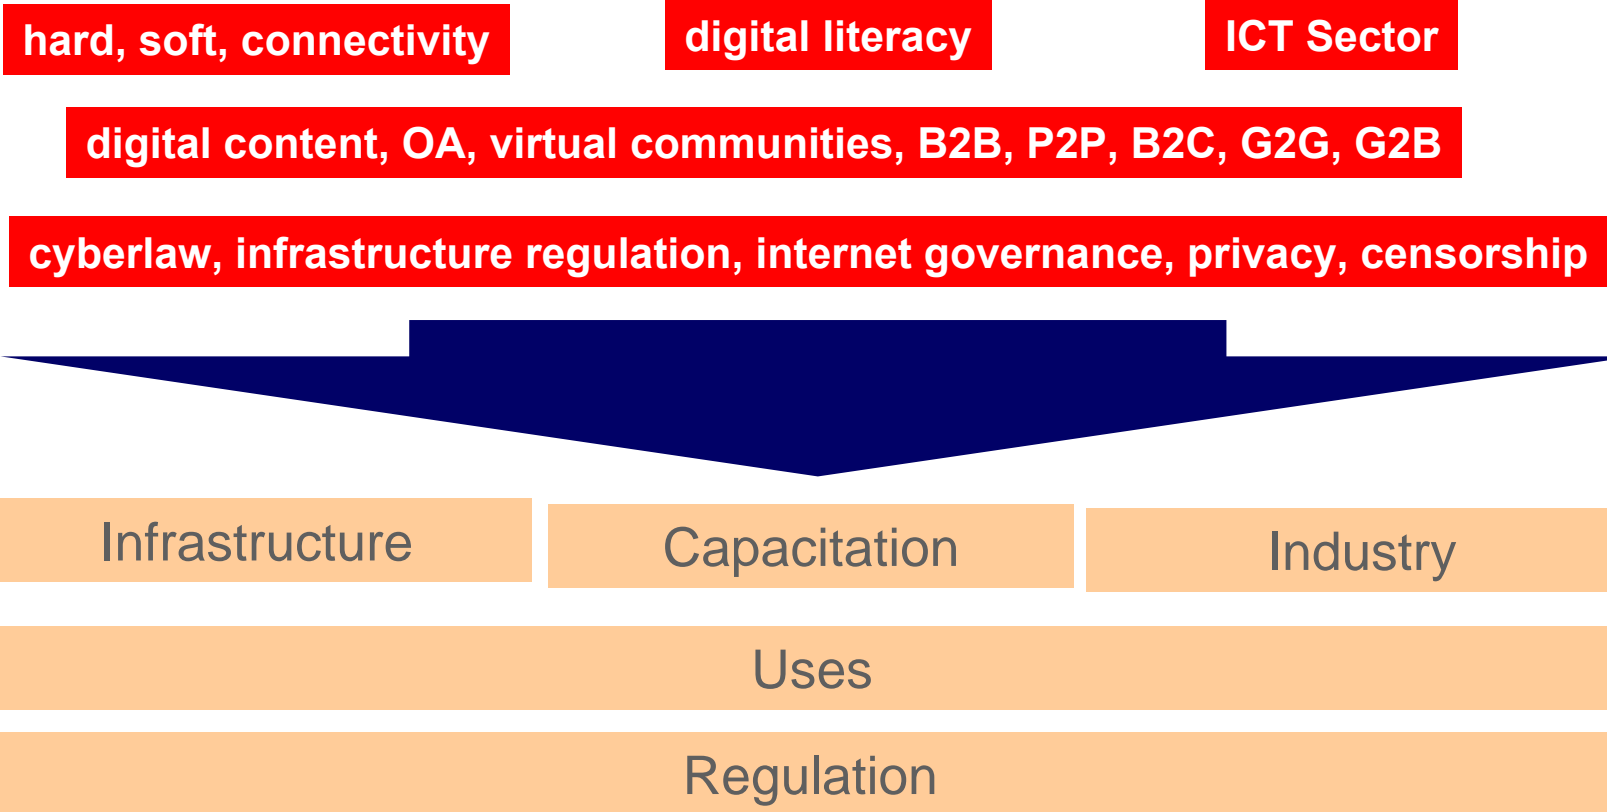 hard, soft, connectivity
digital literacy
ICT Sector
digital content, OA, virtual communities, B2B, P2P, B2C, G2G, G2B
cyberlaw, infrastructure regulation, internet governance, privacy, censorship
Infrastructure
Capacitation
Industry
Uses
Regulation